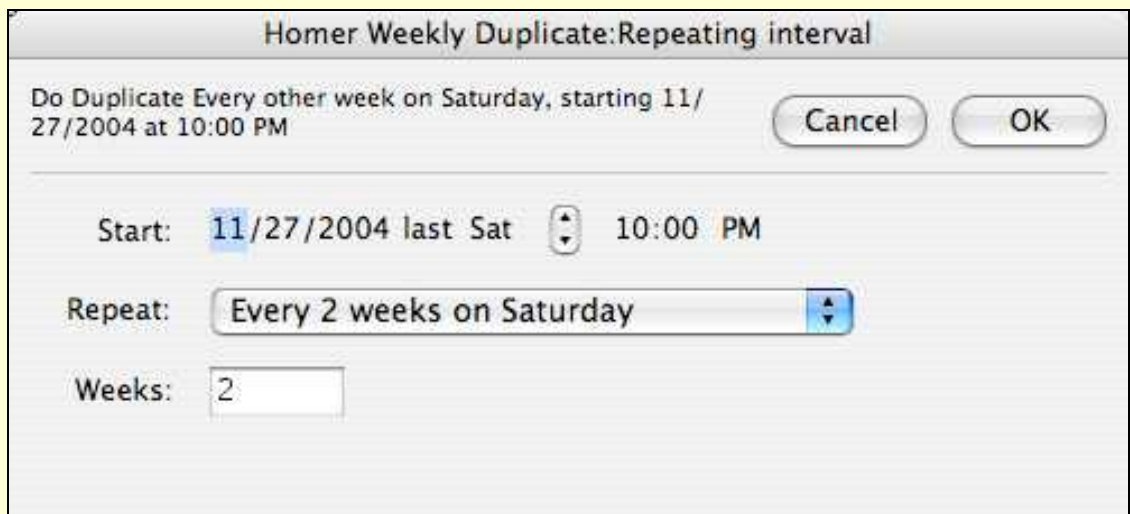 Homer Weekly Duplicate:Repeating interval
Do Duplicate Every other week on Saturday, starting 11/
27/2004 at 10:00 PM
Cancel
OK
Start: 11/27/2004 last Sat 10:00 PM
Repeat: Every 2 weeks on Saturday
Weeks: 2